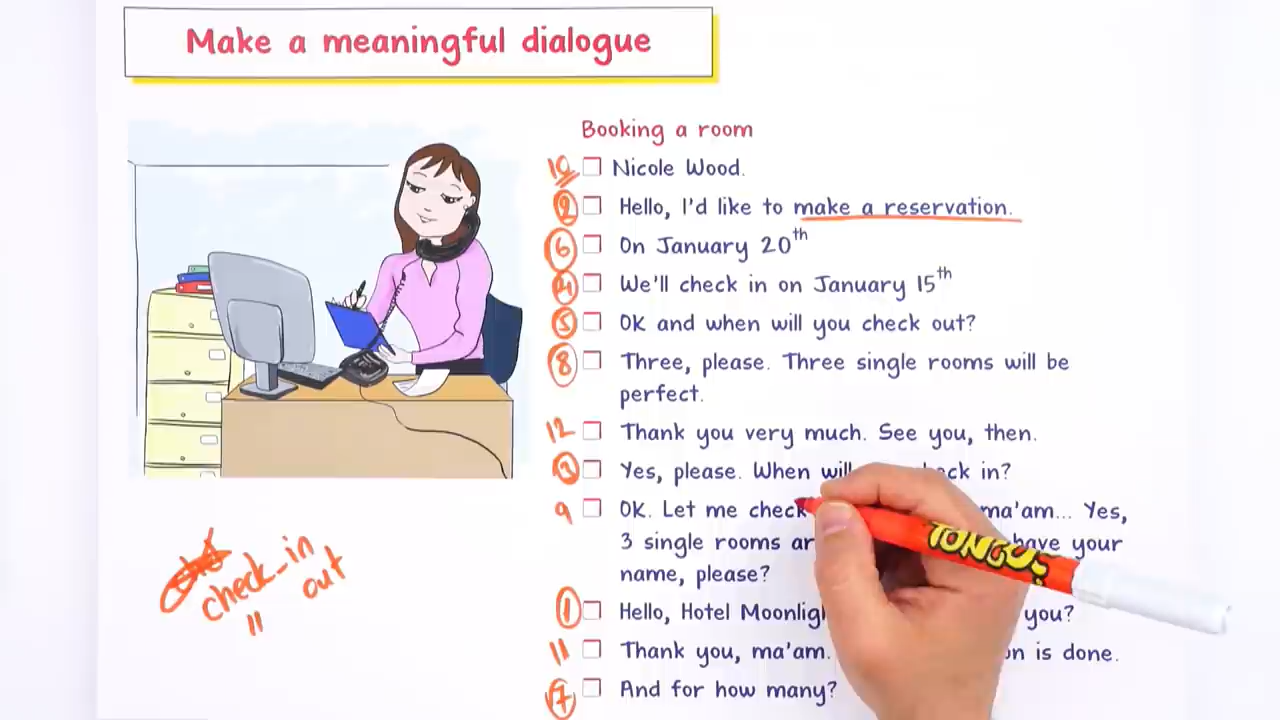 Make a meaningful dialogue
Booking a room
10 Nicole Wood.
2 Hello, I'd like to make a reservation.
6 On January 20th
4 We'll check in on January 15th
5 OK and when will you check out?
8 Three, please. Three single rooms will be
perfect.
12 Thank you very much. See you, then.
3 Yes, please. When will check in?
9 OK. Let me check ma'am... Yes,
3 single rooms have your
name, please?
1 Hello, Hotel you?
11 Thank you, ma'am. is done.
7 And for how many?
check-in
" out
TONGUÇ